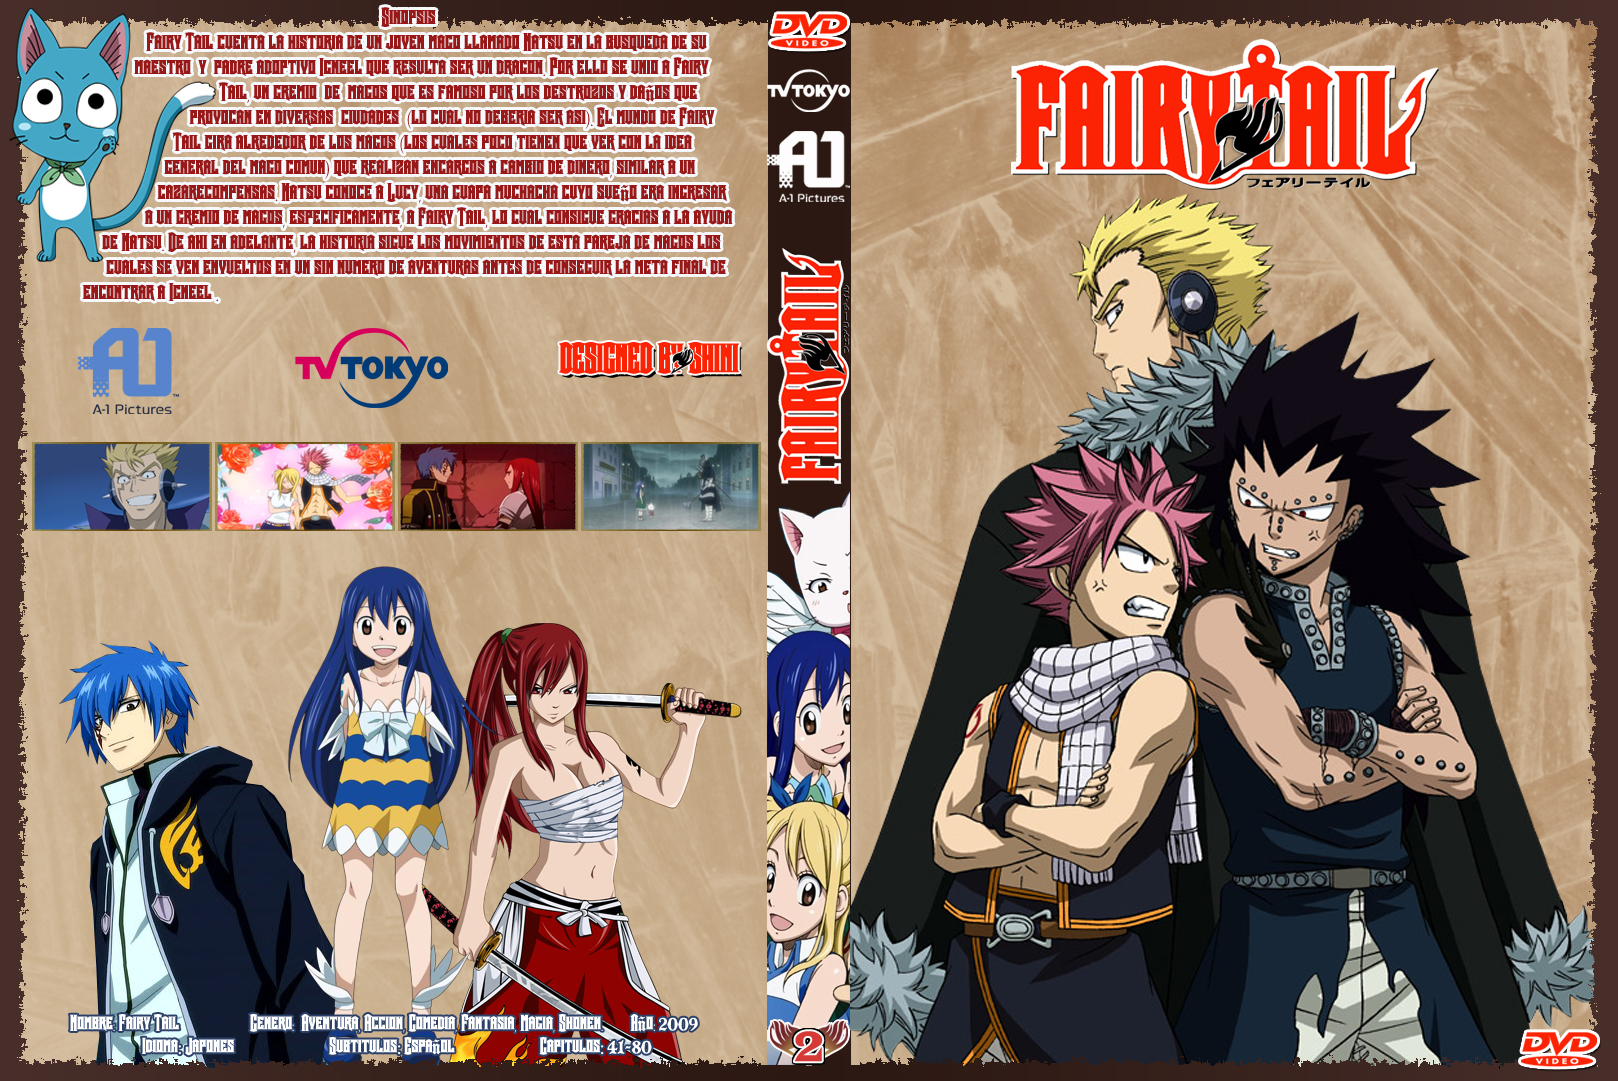 Sinopsis
Fairy Tail cuenta la historia de un joven mago llamado Natsu en la busqueda de su
maestro y padre adoptivo Igneel que resulta ser un dragon. Por ello se unio a Fairy
Tail, un gremio de magos que es famoso por los destrozos y daños que
provocan en diversas ciudades (lo cual no deberia ser asi). El mundo de Fairy
Tail gira alrededor de los magos (los cuales poco tienen que ver con la idea
general del mago comun) que realizan encargos a cambio de dinero, similar a un
cazarecompensas. Natsu conoce a Lucy, una guapa muchacha cuyo sueño era ingresar
a un gremio de magos, especificamente, a Fairy Tail, lo cual consigue gracias a la ayuda
de Natsu. De ahi en adelante, la historia sigue los movimientos de esta pareja de magos los
cuales se ven envueltos en un sin numero de aventuras antes de conseguir la meta final de
encontrar a Igneel.
A1
A-1 Pictures
TV TOKYO
DESIGNED BY SHINI
Nombre: Fairy Tail
Genero: Aventura, Accion, Comedia, Fantasia, Magia, Shonen.
Año: 2009
Idioma: Japones
Subtitulos: Español
Capitulos: 41-80
DVD
VIDEO
TV TOKYO
A1
A-1 Pictures
FAIRY TAIL
フェアリーテイル
2
FAIRY TAIL
フェアリーテイル
DVD
VIDEO